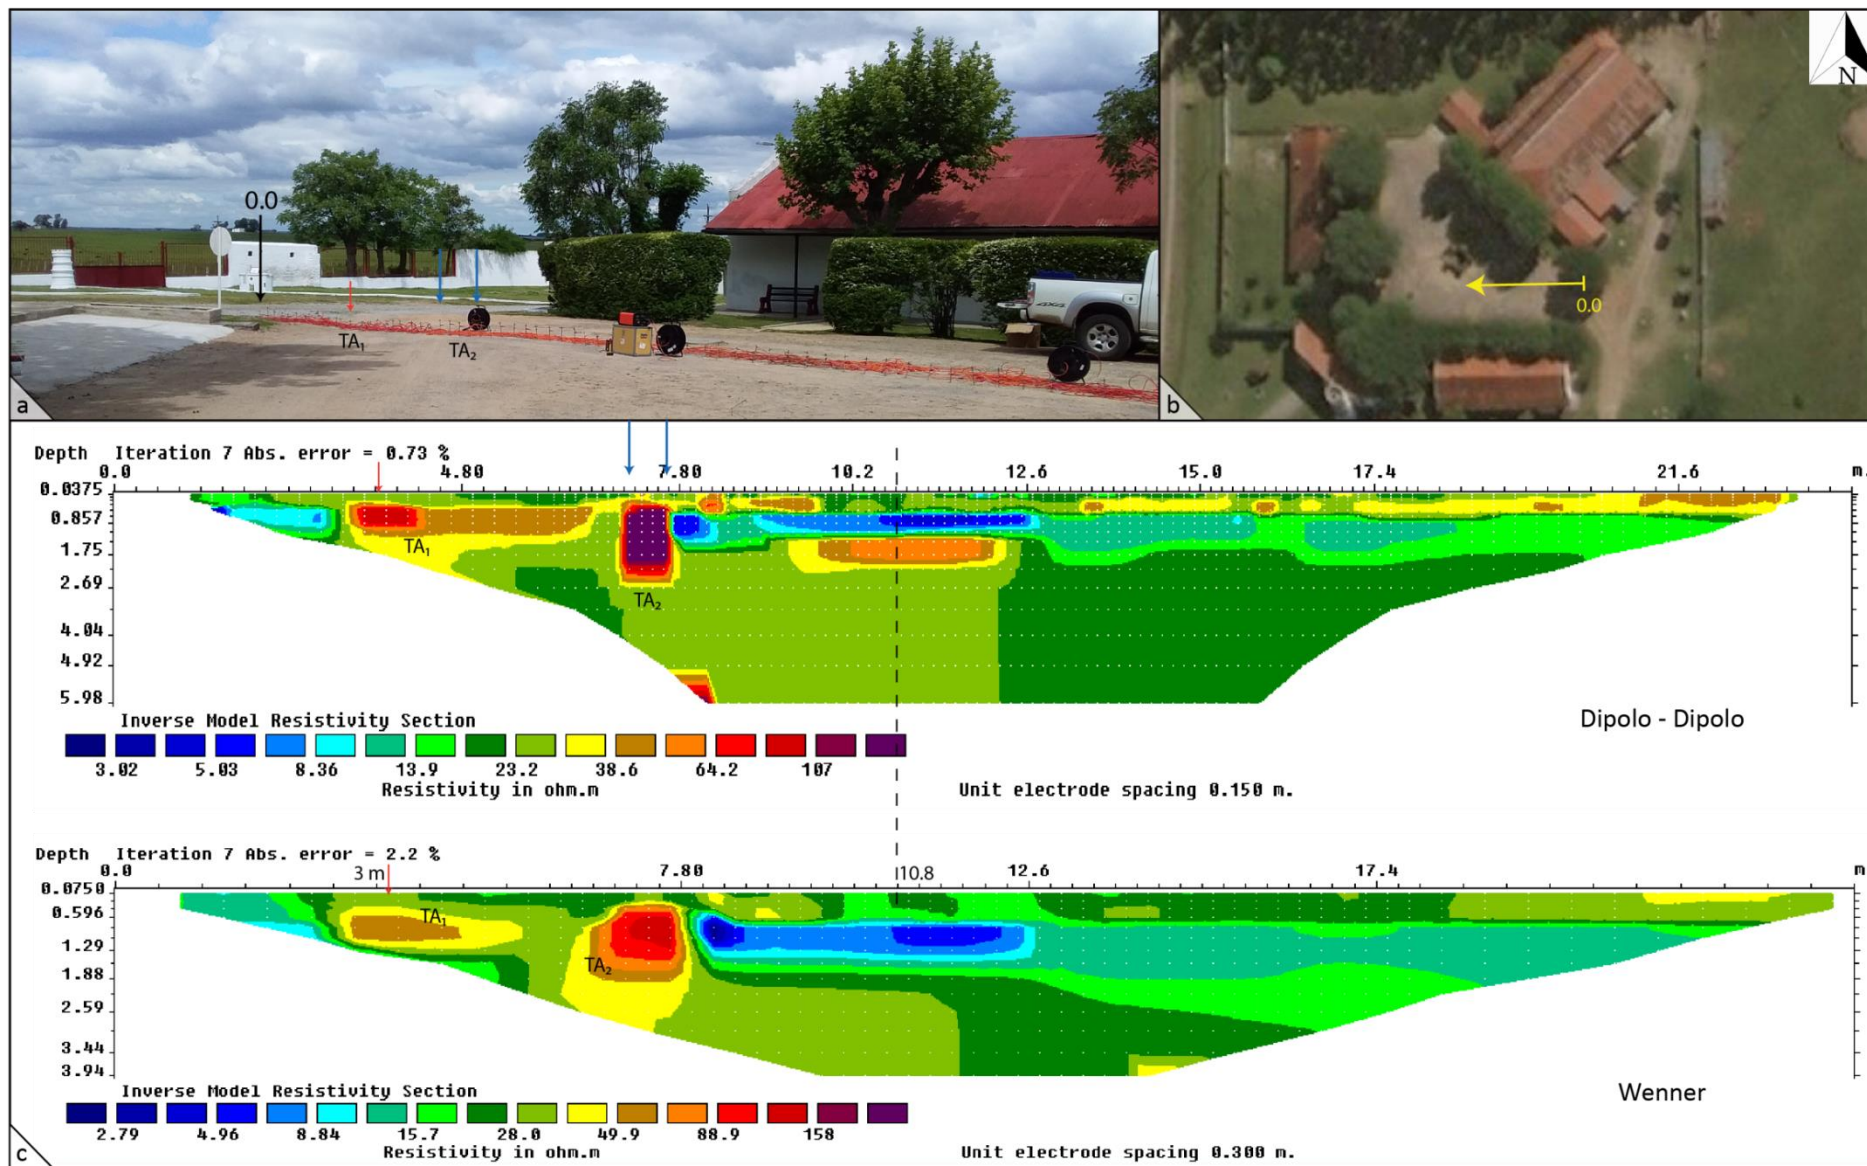 0.0
TA₁
TA₂
a
N
0.0
b
Depth Iteration 7 Abs. error = 0.73 %
0.0 4.80 7.80 10.2 12.6 15.0 17.4 21.6 m.
0.0375
0.857
1.75
2.69
4.04
4.92
5.98
TA₁
TA₂
Inverse Model Resistivity Section
3.02 5.03 8.36 13.9 23.2 38.6 64.2 107
Resistivity in ohm.m
Unit electrode spacing 0.150 m.
Dipolo - Dipolo
Depth Iteration 7 Abs. error = 2.2 %
0.0 3 m 7.80 10.8 12.6 17.4 m
0.0750
0.596
1.29
1.88
2.59
3.44
3.94
TA₁
TA₂
Inverse Model Resistivity Section
2.79 4.96 8.84 15.7 28.0 49.9 88.9 158
Resistivity in ohm.m
Unit electrode spacing 0.300 m.
Wenner
c